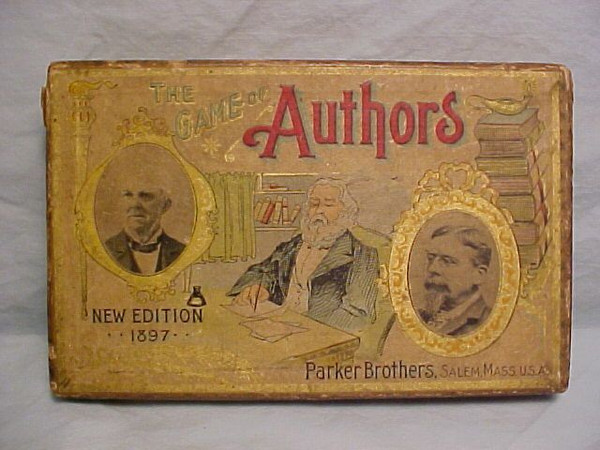 THE
GAME OF
Authors
NEW EDITION
·· 1897 ··
Parker Brothers, SALEM, MASS. U.S.A.